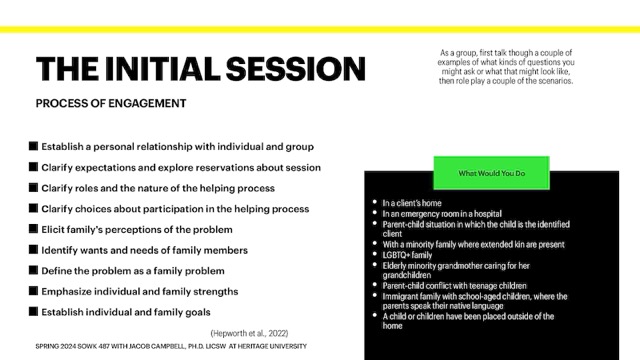 THE INITIAL SESSION
PROCESS OF ENGAGEMENT
Establish a personal relationship with individual and group
Clarify expectations and explore reservations about session
Clarify roles and the nature of the helping process
Clarify choices about participation in the helping process
Elicit family's perceptions of the problem
Identify wants and needs of family members
Define the problem as a family problem
Emphasize individual and family strengths
Establish individual and family goals
(Hepworth et al., 2022)
SPRING 2024 SOWK 487 WITH JACOB CAMPBELL, PH.D. LICSW AT HERITAGE UNIVERSITY
As a group, first talk though a couple of
examples of what kinds of questions you
might ask or what that might look like,
then role play a couple of the scenarios.
What Would You Do
In a client's home
In an emergency room in a hospital
Parent-child situation in which the child is the identified
client
With a minority family where extended kin are present
LGBTQ+ family
Elderly minority grandmother caring for her
grandchildren
Parent-child conflict with teenage children
Immigrant family with school-aged children, where the
parents speak their native language
A child or children have been placed outside of the
home